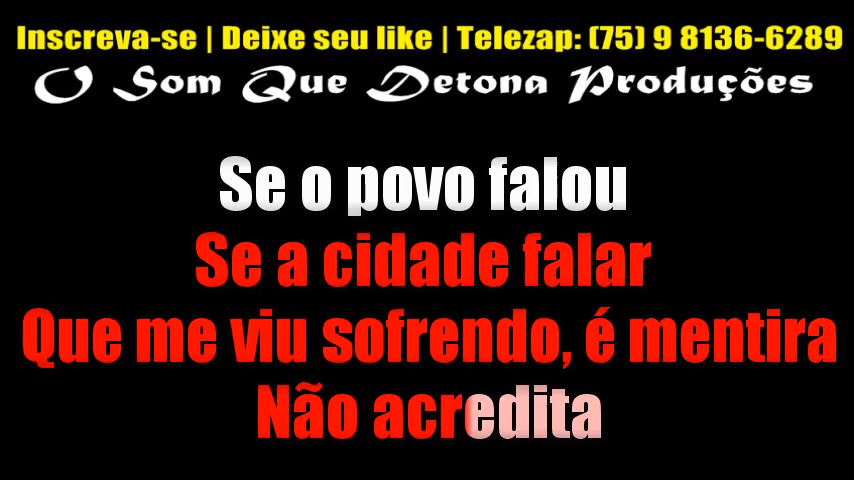 Inscreva-se | Deixe seu like | Telezap: (75) 9 8136-6289
O Som Que Detona Produções
Se o povo falou
Se a cidade falar
Que me viu sofrendo, é mentira
Não acredita